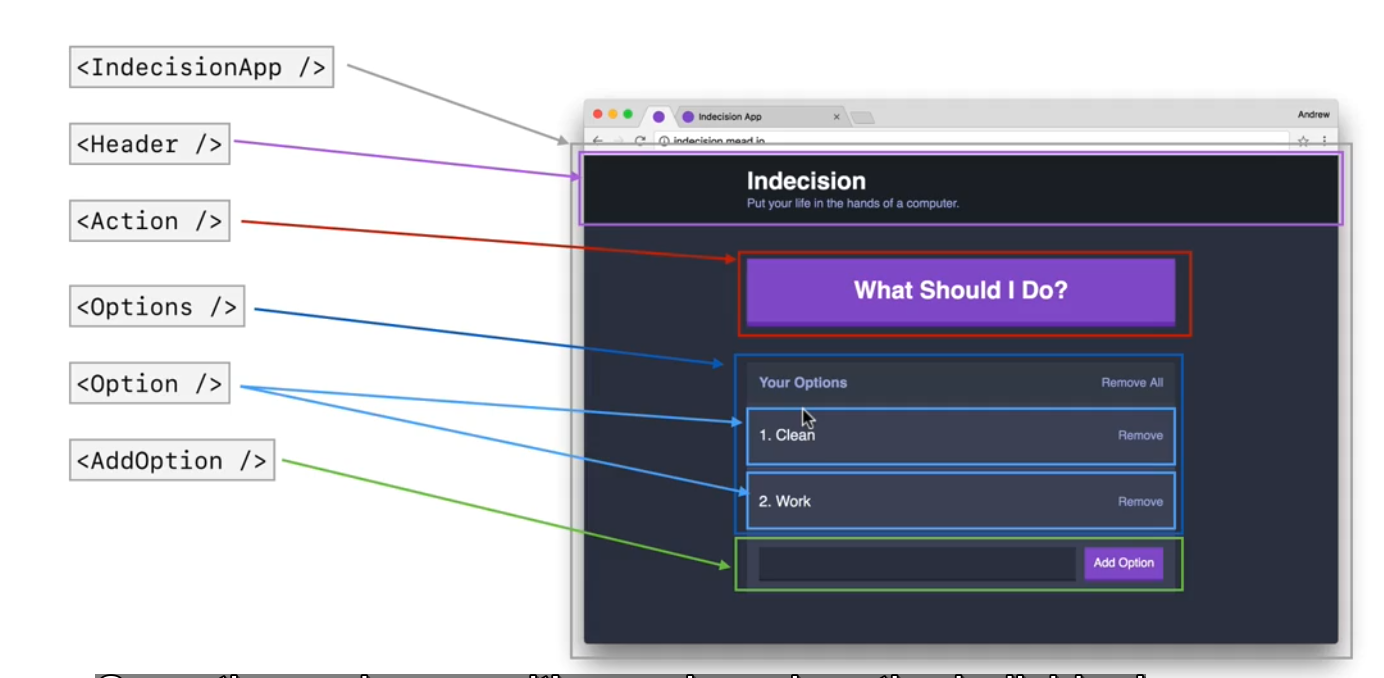 <IndecisionApp />
<Header />
<Action />
<Options />
<Option />
<AddOption />
Indecision App
Andrew
indecision.mead.io
Indecision
Put your life in the hands of a computer.
What Should I Do?
Your Options Remove All
1. Clean Remove
2. Work Remove
Add Option